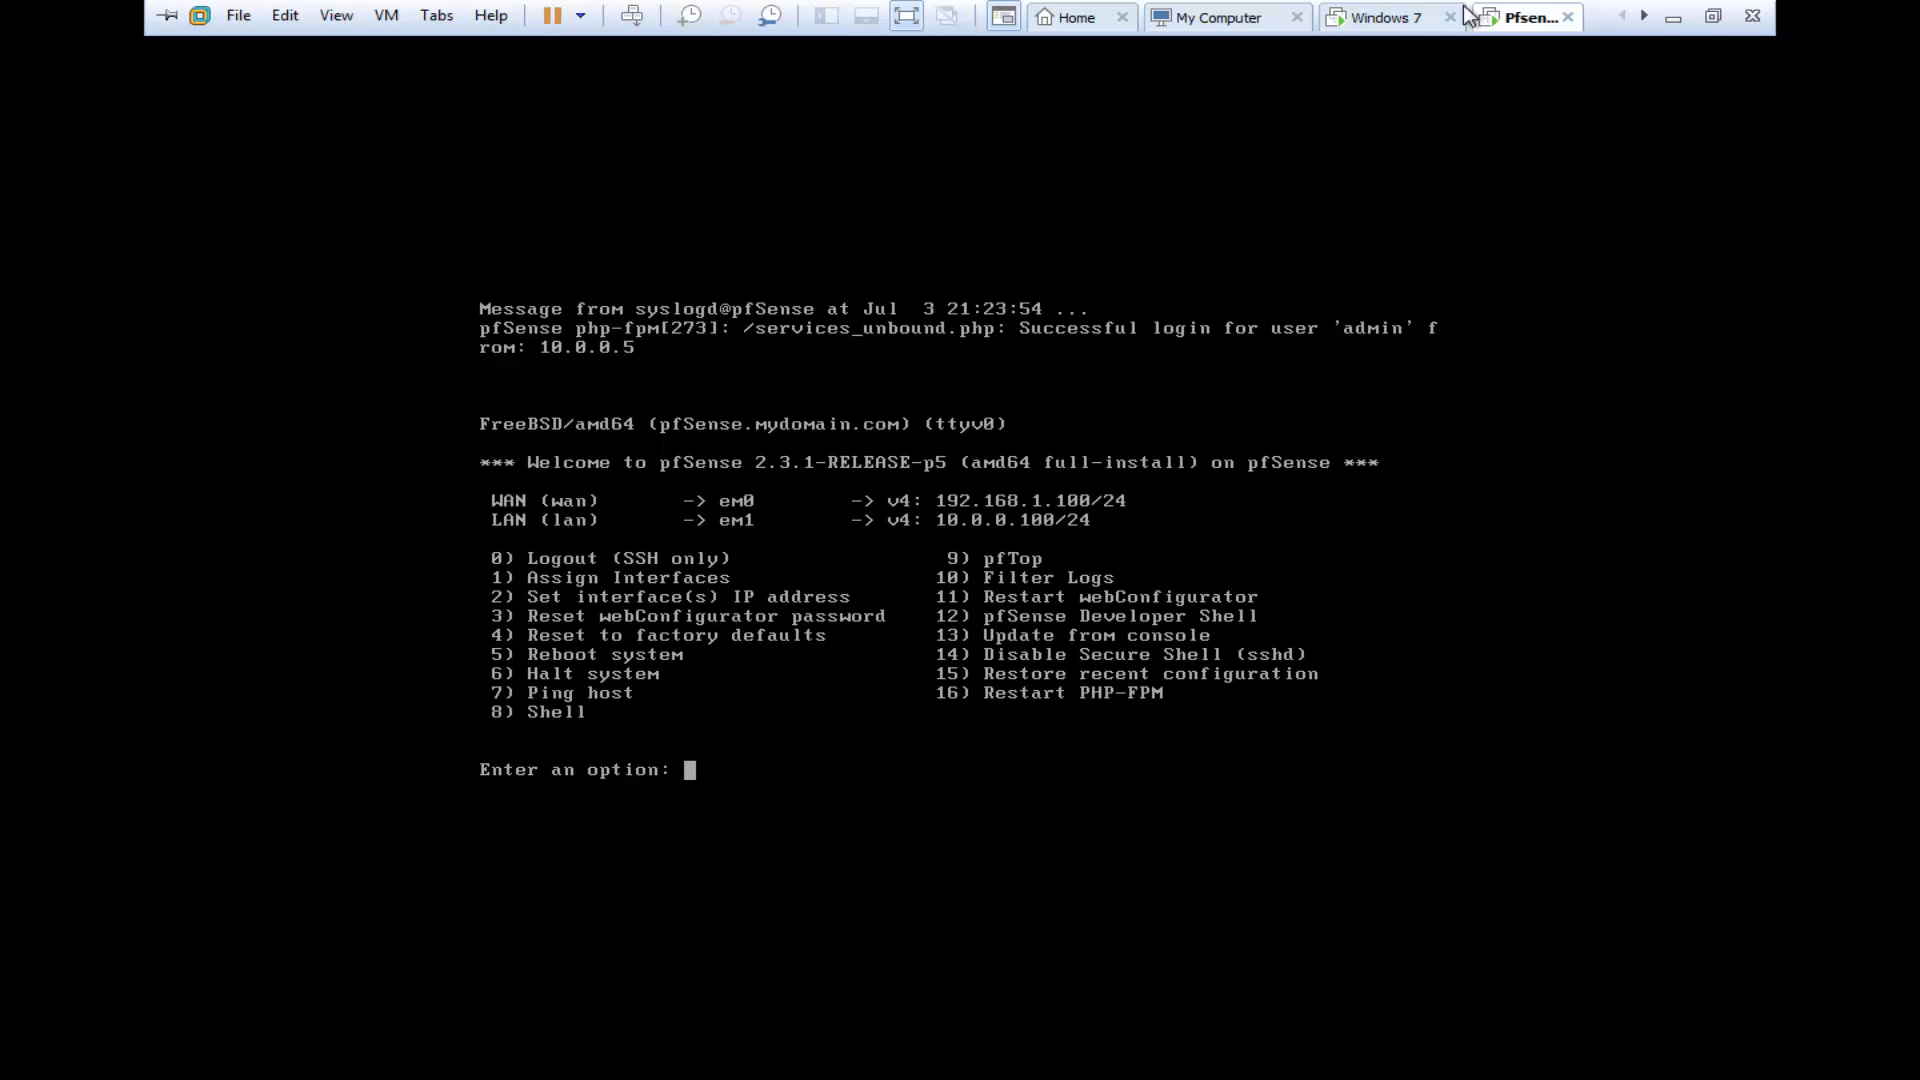 File Edit View VM Tabs Help Home My Computer Windows 7 Pfsen...
Message from syslogd@pfSense at Jul  3 21:23:54 ...
pfSense php-fpm[273]: /services_unbound.php: Successful login for user 'admin' f
rom: 10.0.0.5
FreeBSD/amd64 (pfSense.mydomain.com) (ttyv0)
*** Welcome to pfSense 2.3.1-RELEASE-p5 (amd64 full-install) on pfSense ***
WAN (wan)       -> em0        -> v4: 192.168.1.100/24
LAN (lan)       -> em1        -> v4: 10.0.0.100/24
0) Logout (SSH only)                  9) pfTop
1) Assign Interfaces                 10) Filter Logs
2) Set interface(s) IP address       11) Restart webConfigurator
3) Reset webConfigurator password    12) pfSense Developer Shell
4) Reset to factory defaults         13) Update from console
5) Reboot system                     14) Disable Secure Shell (sshd)
6) Halt system                       15) Restore recent configuration
7) Ping host                         16) Restart PHP-FPM
8) Shell
Enter an option: